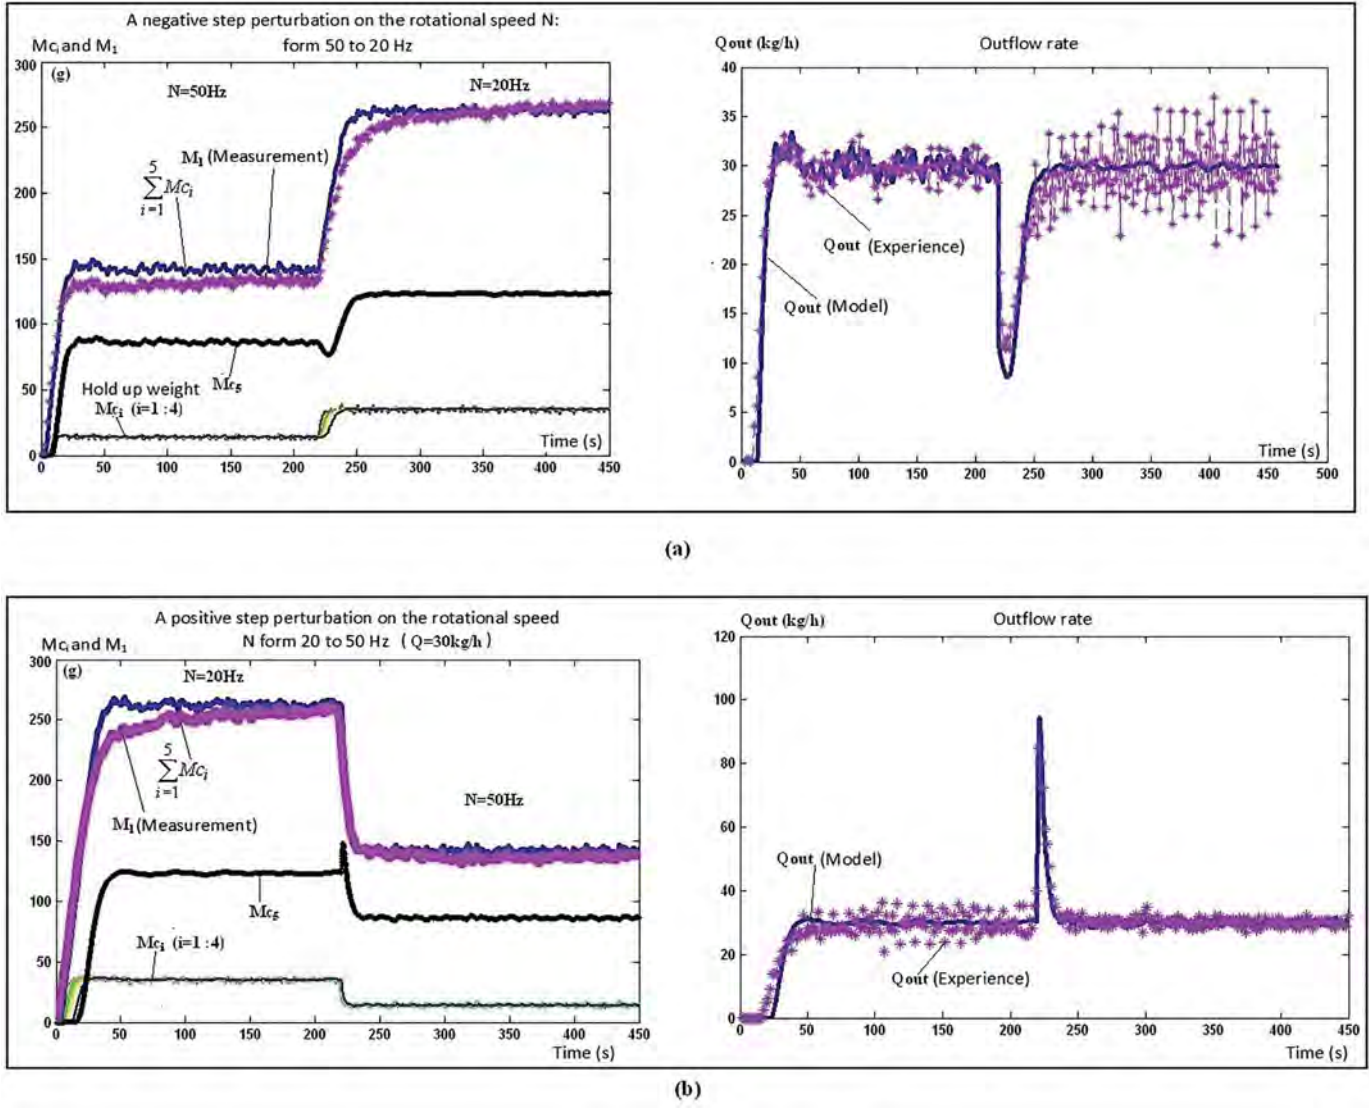 A negative step perturbation on the rotational speed N:
form 50 to 20 Hz
Mci and M1
(g)
N=50Hz
N=20Hz
M1 (Measurement)
5
∑ Mci
i=1
Mc5
Hold up weight
Mci (i=1 :4)
Time (s)
300
250
200
150
100
50
0
0 50 100 150 200 250 300 350 400 450
Qout (kg/h)
Outflow rate
Qout (Experience)
Qout (Model)
Time (s)
40
35
30
25
20
15
10
5
0
0 50 100 150 200 250 300 350 400 450 500
(a)
A positive step perturbation on the rotational speed
N form 20 to 50 Hz ( Q=30kg/h )
Mci and M1
(g)
N=20Hz
5
∑ Mci
i=1
N=50Hz
M1 (Measurement)
Mc5
Mci (i=1 :4)
300
250
200
150
100
50
0
0 50 100 150 200 250 300 350 400 450
Time (s)
Qout (kg/h)
Outflow rate
Qout (Model)
Qout (Experience)
120
100
80
60
40
20
0
0 50 100 150 200 250 300 350 400 450
Time (s)
(b)